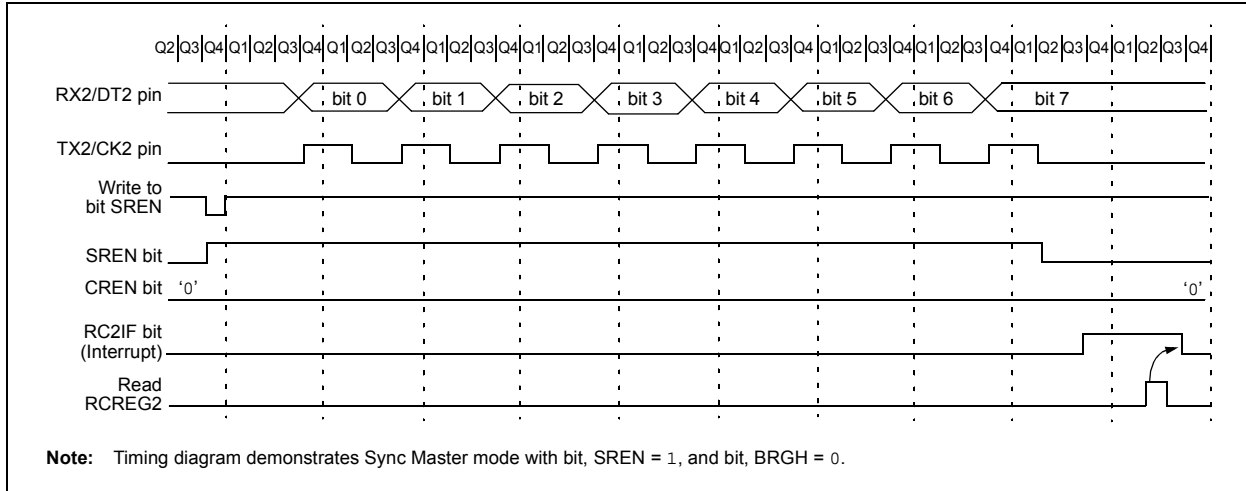 Q2 Q3 Q4 Q1 Q2 Q3 Q4 Q1 Q2 Q3 Q4 Q1 Q2 Q3 Q4 Q1 Q2 Q3 Q4 Q1 Q2 Q3 Q4 Q1 Q2 Q3 Q4 Q1 Q2 Q3 Q4 Q1 Q2 Q3 Q4 Q1 Q2 Q3 Q4 Q1 Q2 Q3 Q4
RX2/DT2 pin bit 0 bit 1 bit 2 bit 3 bit 4 bit 5 bit 6 bit 7
TX2/CK2 pin
Write to
bit SREN
SREN bit
CREN bit ‘0’ ‘0’
RC2IF bit
(Interrupt)
Read
RCREG2
Note: Timing diagram demonstrates Sync Master mode with bit, SREN = 1, and bit, BRGH = 0.